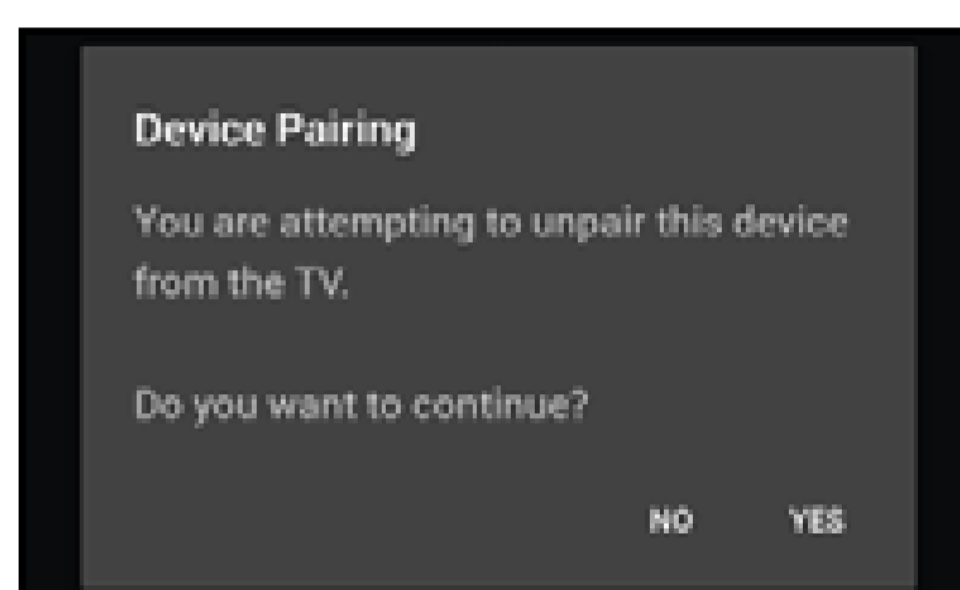 Device Pairing
You are attempting to unpair this device
from the TV.
Do you want to continue?
NO YES